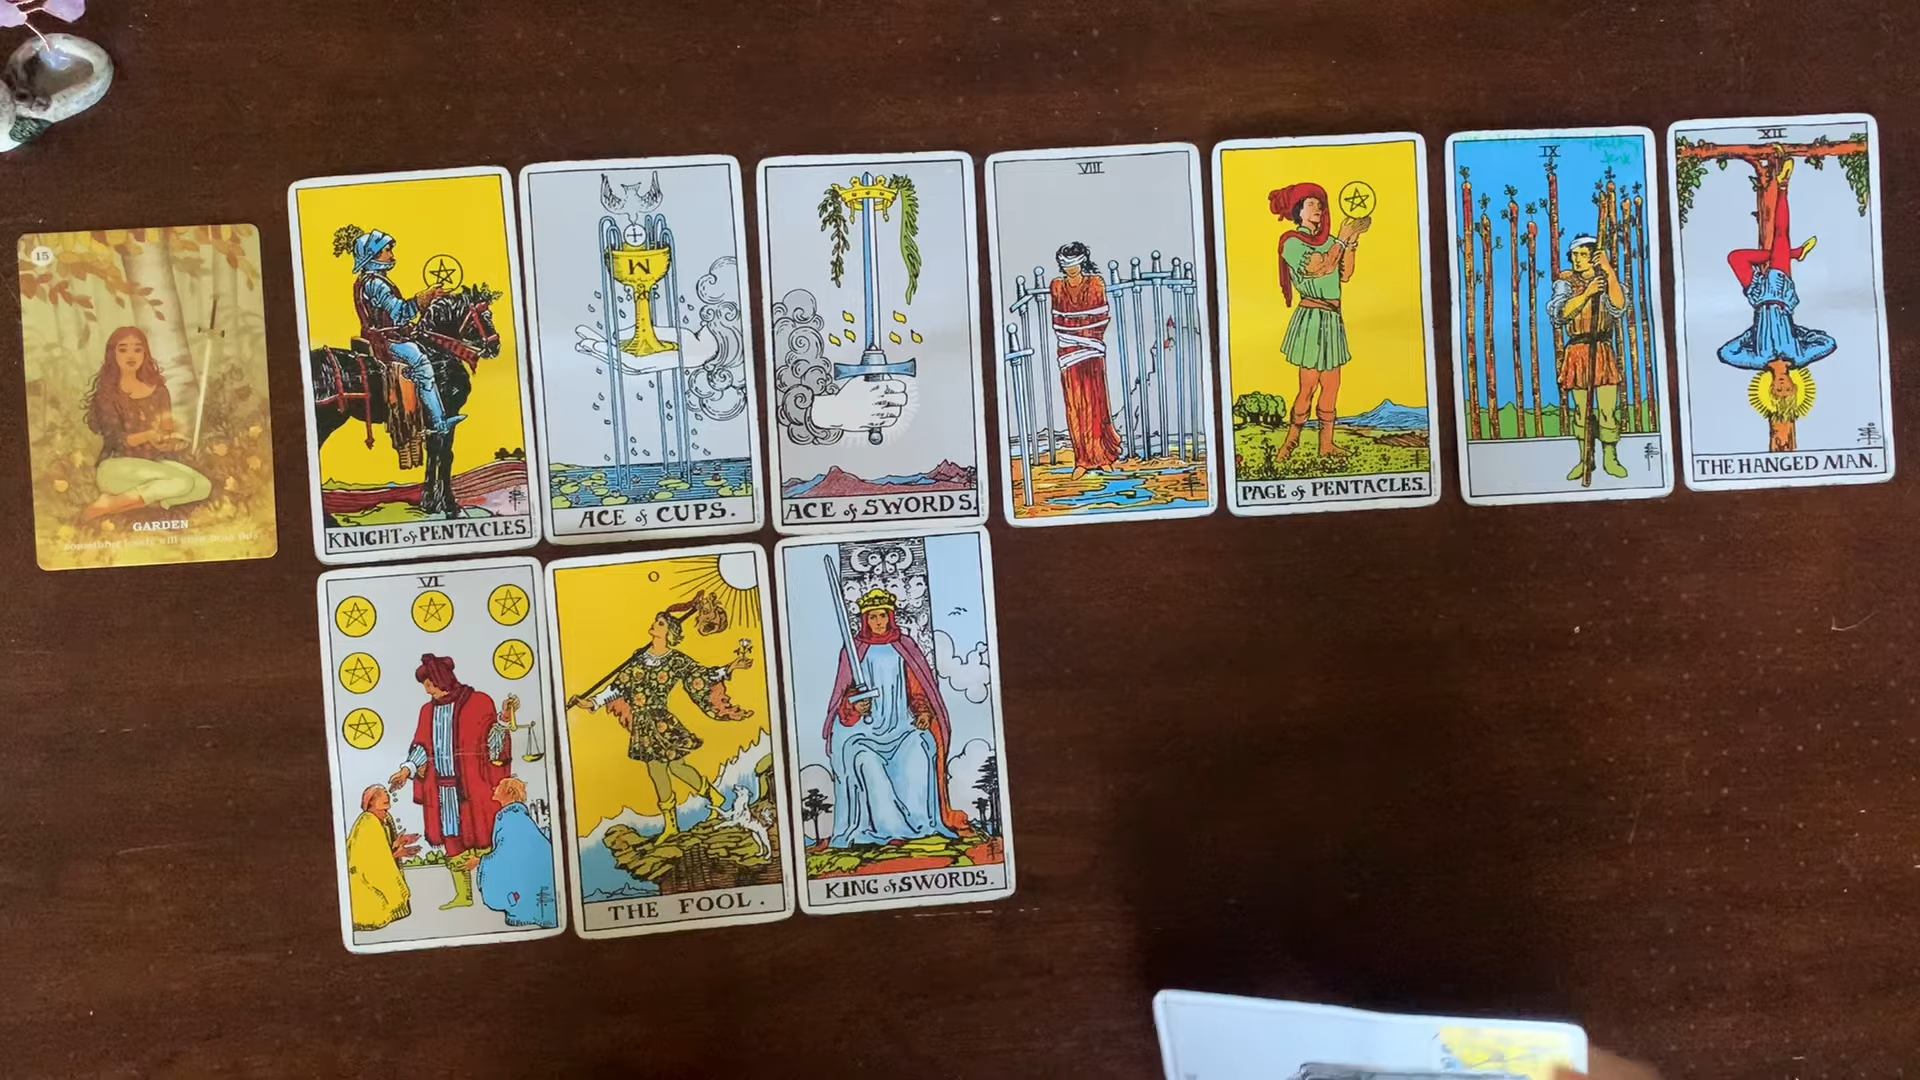 15
GARDEN
KNIGHT of PENTACLES
ACE of CUPS.
ACE of SWORDS.
VIII
PAGE of PENTACLES.
IX
XII
THE HANGED MAN.
VI
0
THE FOOL.
KING of SWORDS.